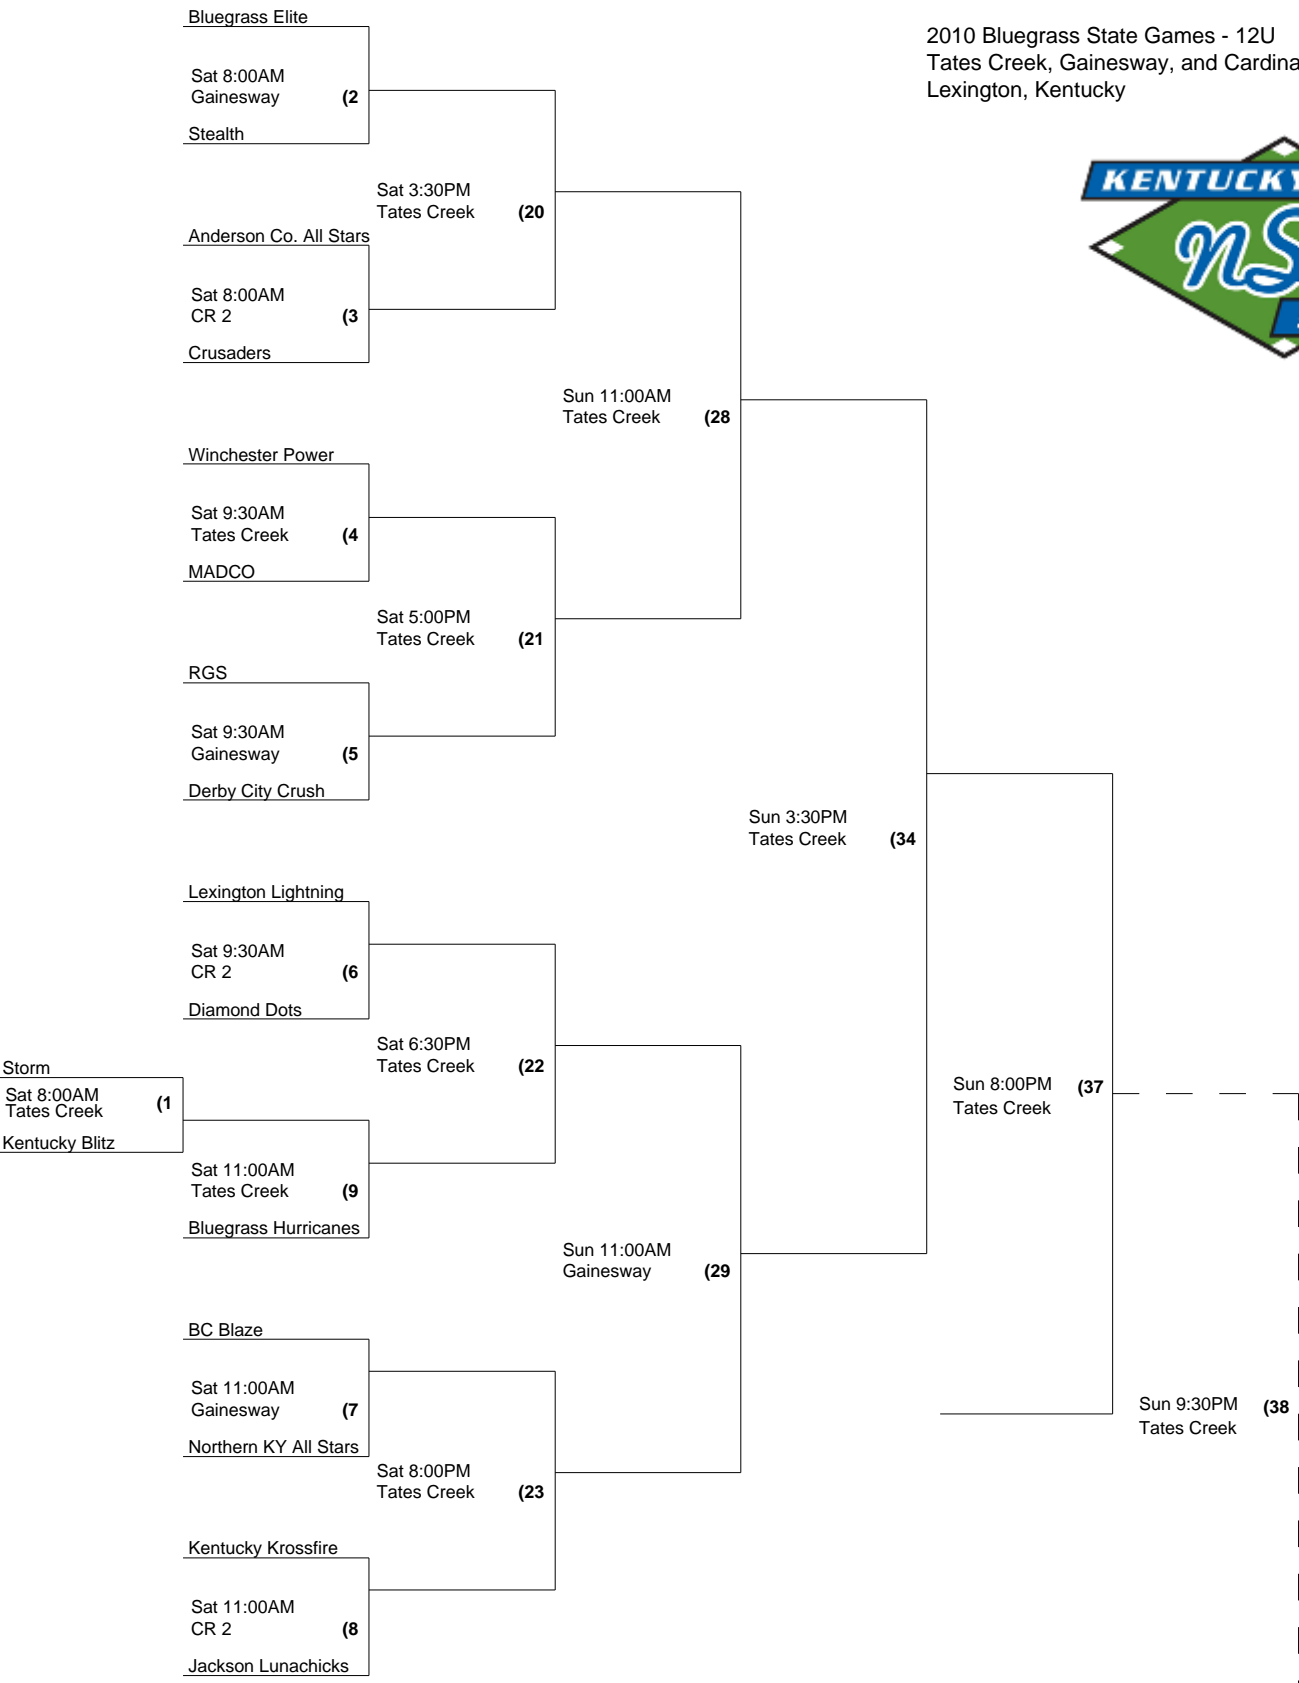 2010 Bluegrass State Games - 12U
Tates Creek, Gainesway, and Cardina
Lexington, Kentucky
KENTUCKY
Bluegrass Elite
Sat 8:00AM
Gainesway (2
Stealth
Sat 3:30PM
Tates Creek (20
Anderson Co. All Stars
Sat 8:00AM
CR 2 (3
Crusaders
Sun 11:00AM
Tates Creek (28
Winchester Power
Sat 9:30AM
Tates Creek (4
MADCO
Sat 5:00PM
Tates Creek (21
RGS
Sat 9:30AM
Gainesway (5
Derby City Crush
Sun 3:30PM
Tates Creek (34
Lexington Lightning
Sat 9:30AM
CR 2 (6
Diamond Dots
Sat 6:30PM
Tates Creek (22
Storm
Sat 8:00AM
Tates Creek (1
Kentucky Blitz
Sun 8:00PM (37
Tates Creek
Sat 11:00AM
Tates Creek (9
Bluegrass Hurricanes
Sun 11:00AM
Gainesway (29
BC Blaze
Sat 11:00AM
Gainesway (7
Northern KY All Stars
Sun 9:30PM (38
Tates Creek
Sat 8:00PM
Tates Creek (23
Kentucky Krossfire
Sat 11:00AM
CR 2 (8
Jackson Lunachicks